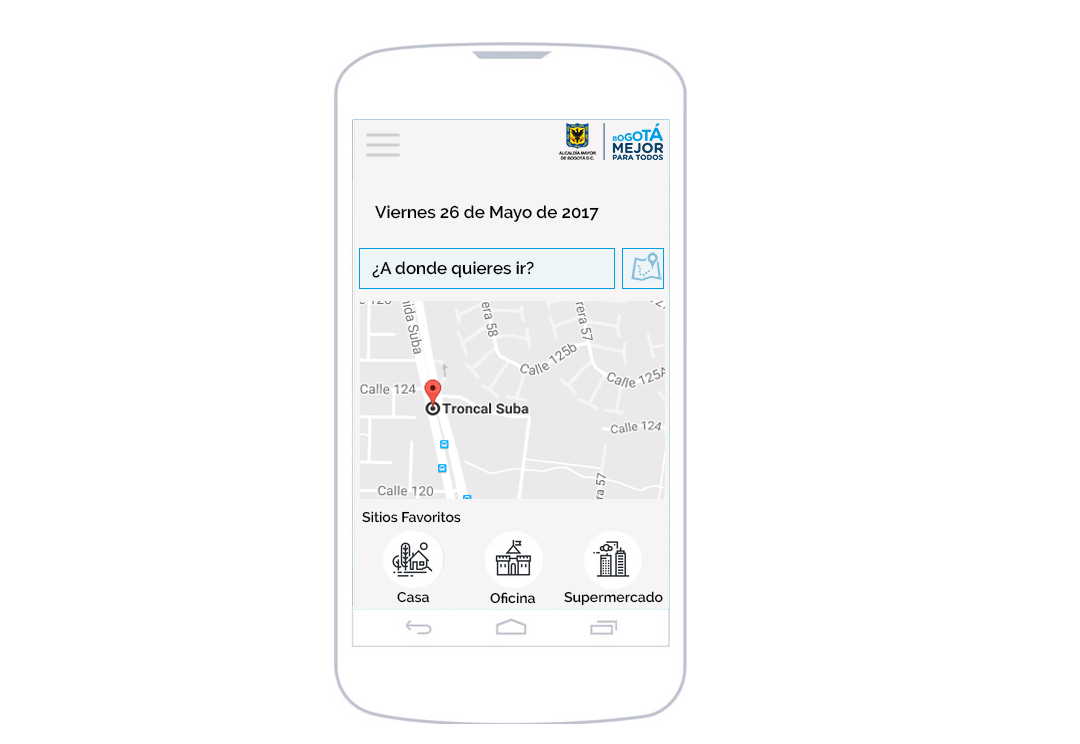 ALCALDÍA MAYOR
DE BOGOTÁ D.C.
BOGOTÁ
MEJOR
PARA TODOS
Viernes 26 de Mayo de 2017
¿A donde quieres ir?
nida Suba
era 58
rera 57
Calle 125b
Calle 125A
Calle 124
Troncal Suba
Calle 124
ra 57
Calle 120
Sitios Favoritos
Casa
Oficina
Supermercado